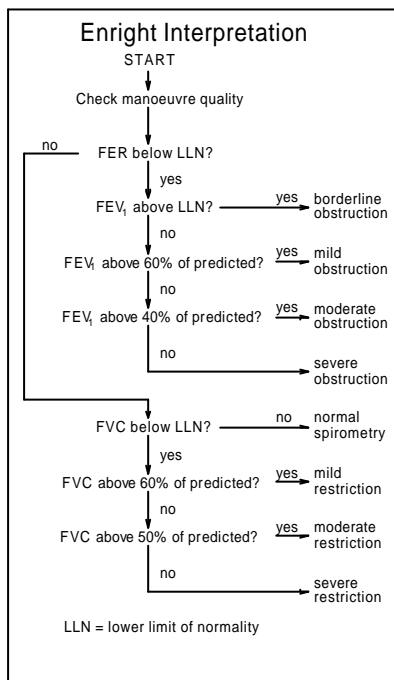 Enright Interpretation
START
Check manoeuvre quality
no
FER below LLN?
yes
FEV₁ above LLN?
yes
borderline
obstruction
no
FEV₁ above 60% of predicted?
yes
mild
obstruction
no
FEV₁ above 40% of predicted?
yes
moderate
obstruction
no
severe
obstruction
FVC below LLN?
no
normal
spirometry
yes
FVC above 60% of predicted?
yes
mild
restriction
no
FVC above 50% of predicted?
yes
moderate
restriction
no
severe
restriction
LLN = lower limit of normality